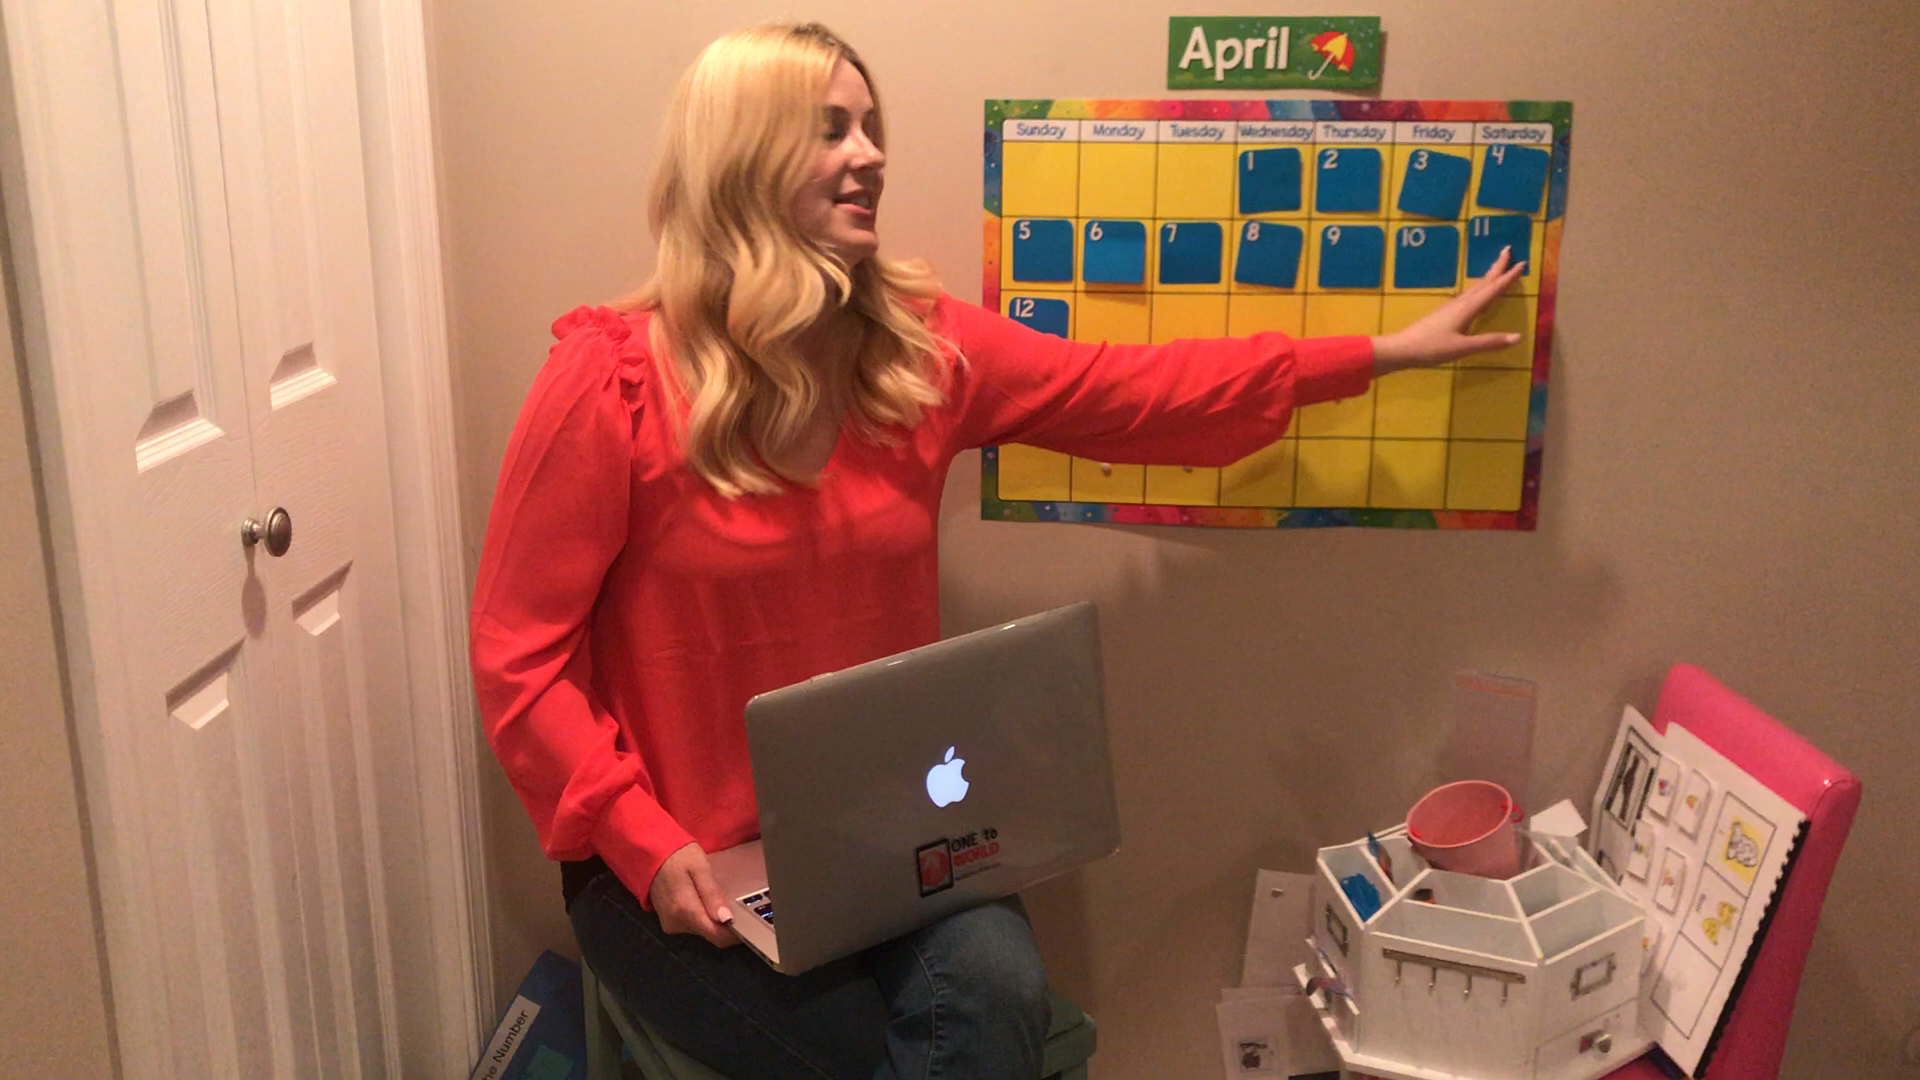 April
Sunday Monday Tuesday Wednesday Thursday Friday Saturday
1 2 3 4
5 6 7 8 9 10 11
12
ONE to
WORLD
he Number